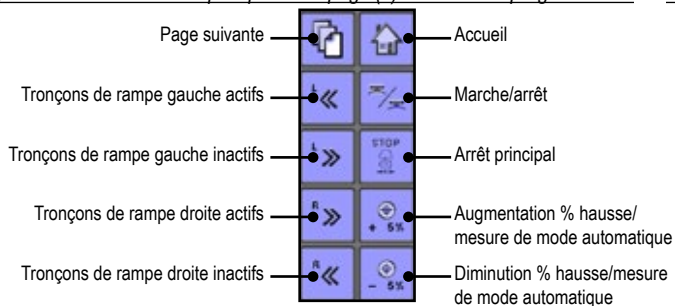 Page suivante
Accueil
Tronçons de rampe gauche actifs
L
Marche/arrêt
Tronçons de rampe gauche inactifs
L
STOP
Arrêt principal
Tronçons de rampe droite actifs
R
+ 5%
Augmentation % hausse/
mesure de mode automatique
Tronçons de rampe droite inactifs
R
- 5%
Diminution % hausse/mesure
de mode automatique